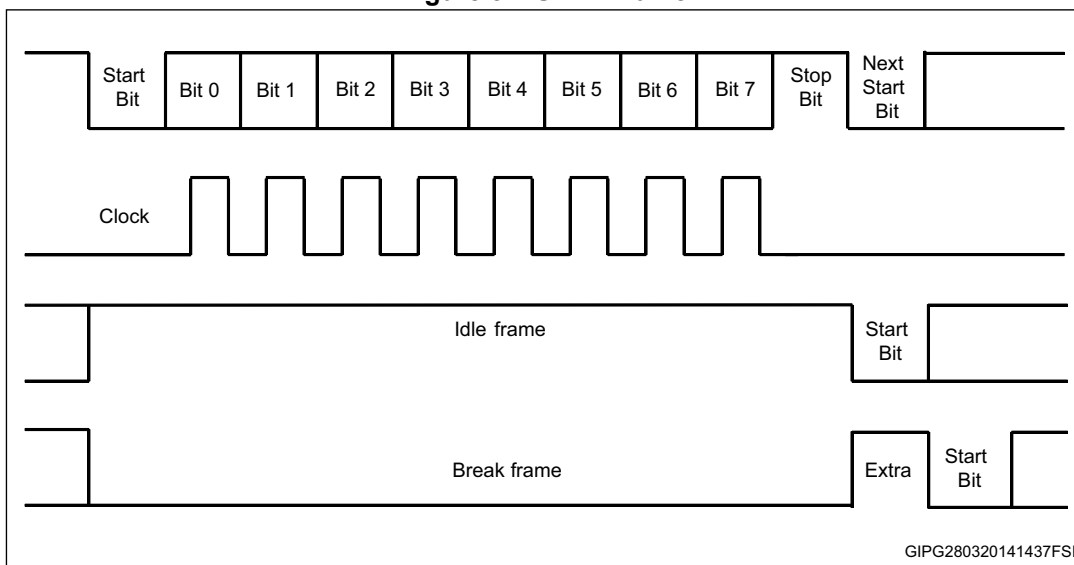 Start
Bit
Bit 0
Bit 1
Bit 2
Bit 3
Bit 4
Bit 5
Bit 6
Bit 7
Stop
Bit
Next
Start
Bit
Clock
Idle frame
Start
Bit
Break frame
Extra
Start
Bit